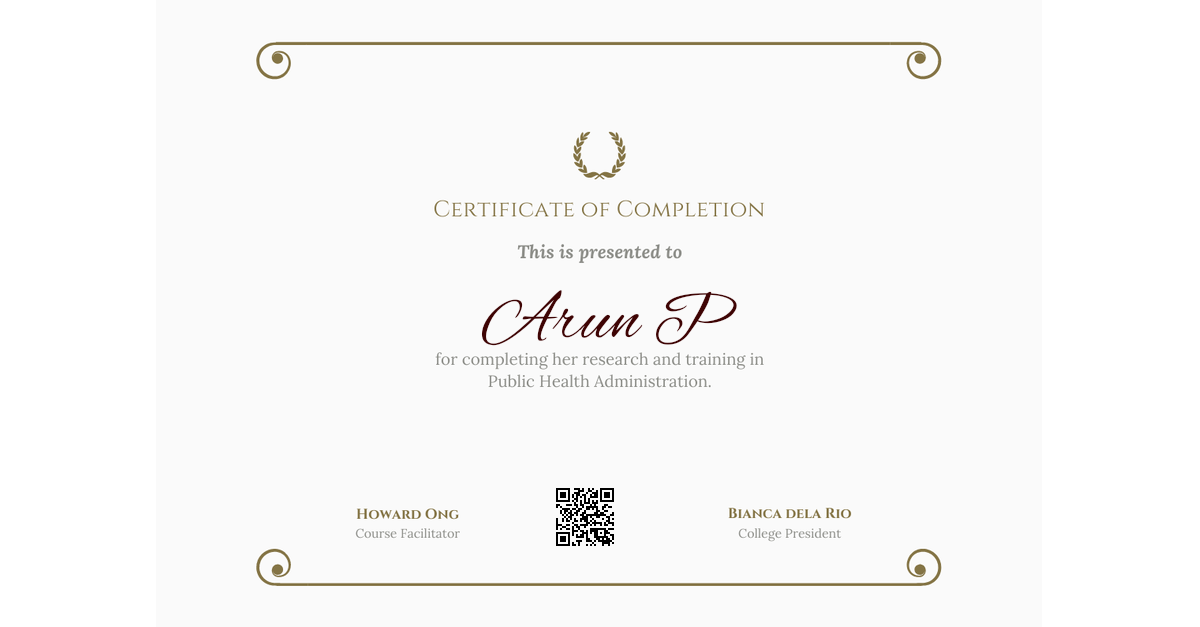 Certificate of Completion
This is presented to
Arun P
for completing her research and training in
Public Health Administration.
Howard Ong
Course Facilitator
Bianca dela Rio
College President